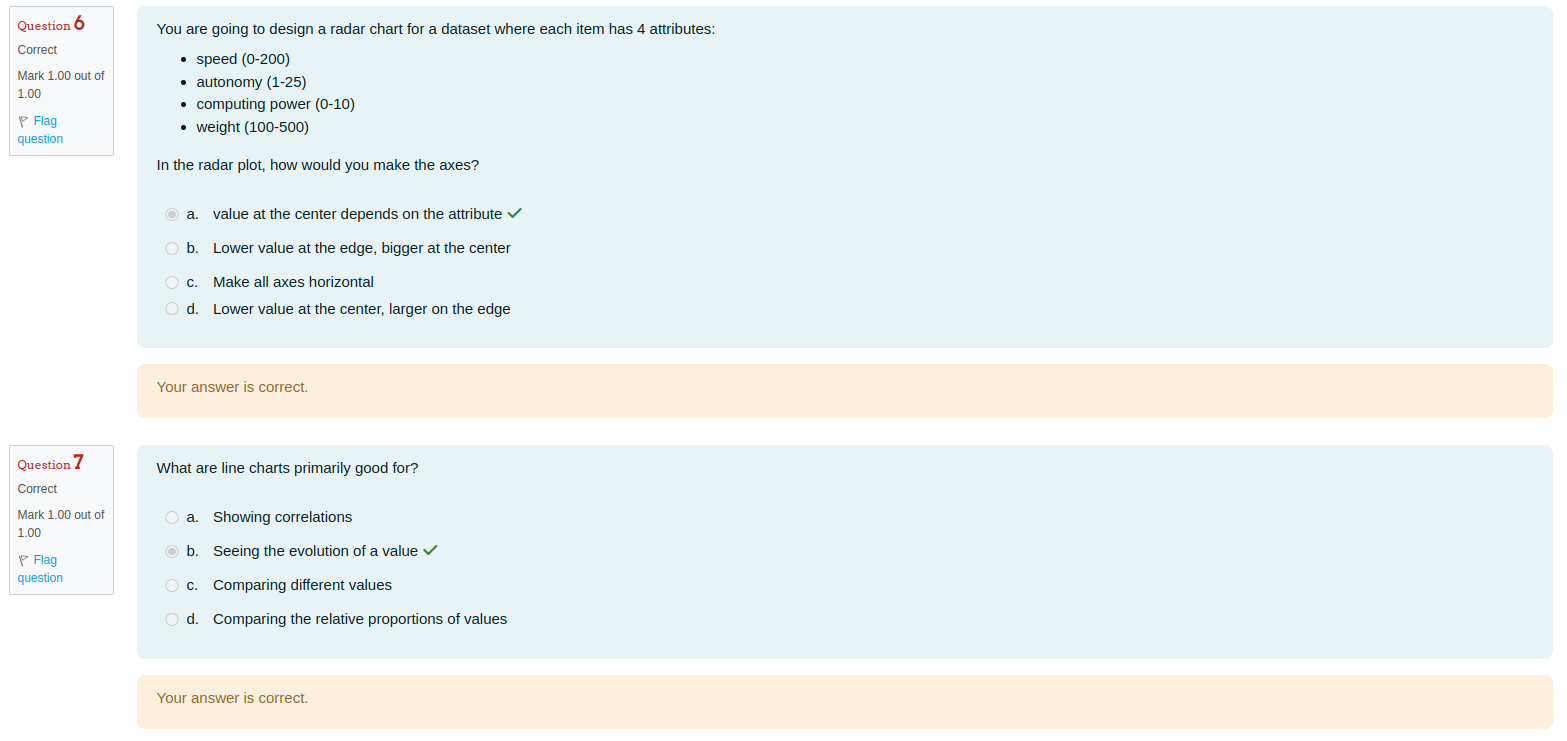 Question 6
Correct
Mark 1.00 out of
1.00
Flag
question
You are going to design a radar chart for a dataset where each item has 4 attributes:
speed (0-200)
autonomy (1-25)
computing power (0-10)
weight (100-500)
In the radar plot, how would you make the axes?
a. value at the center depends on the attribute
b. Lower value at the edge, bigger at the center
c. Make all axes horizontal
d. Lower value at the center, larger on the edge
Your answer is correct.
Question 7
Correct
Mark 1.00 out of
1.00
Flag
question
What are line charts primarily good for?
a. Showing correlations
b. Seeing the evolution of a value
c. Comparing different values
d. Comparing the relative proportions of values
Your answer is correct.